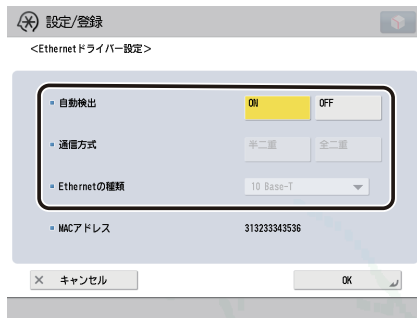 設定/登録
<Ethernetドライバー設定>
自動検出 ON OFF
通信方式 半二重 全二重
Ethernetの種類 10 Base-T
MACアドレス 313233343536
× キャンセル OK